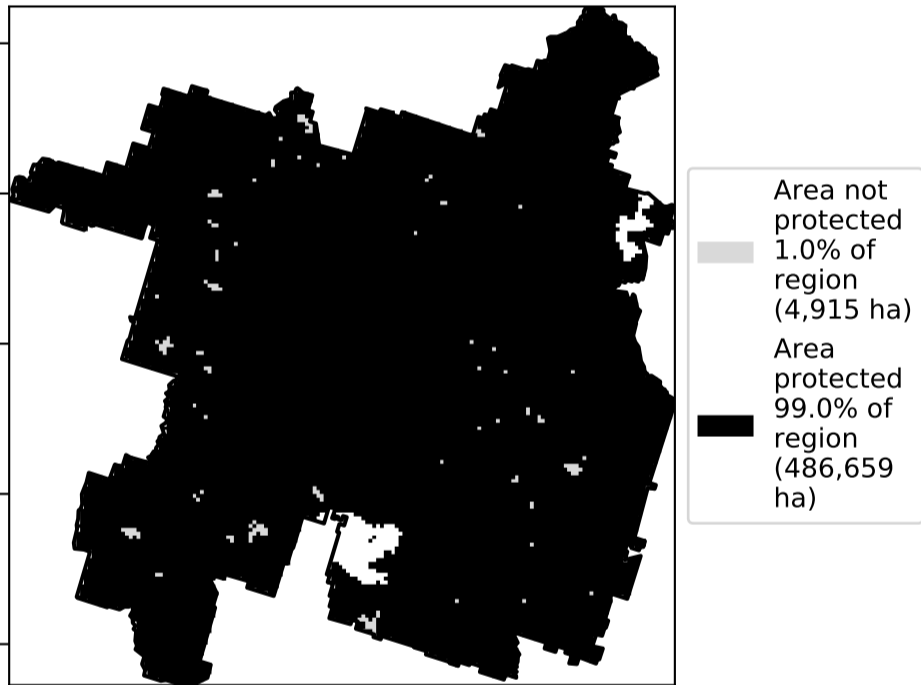 Area not
protected
1.0% of
region
(4,915 ha)
Area
protected
99.0% of
region
(486,659
ha)